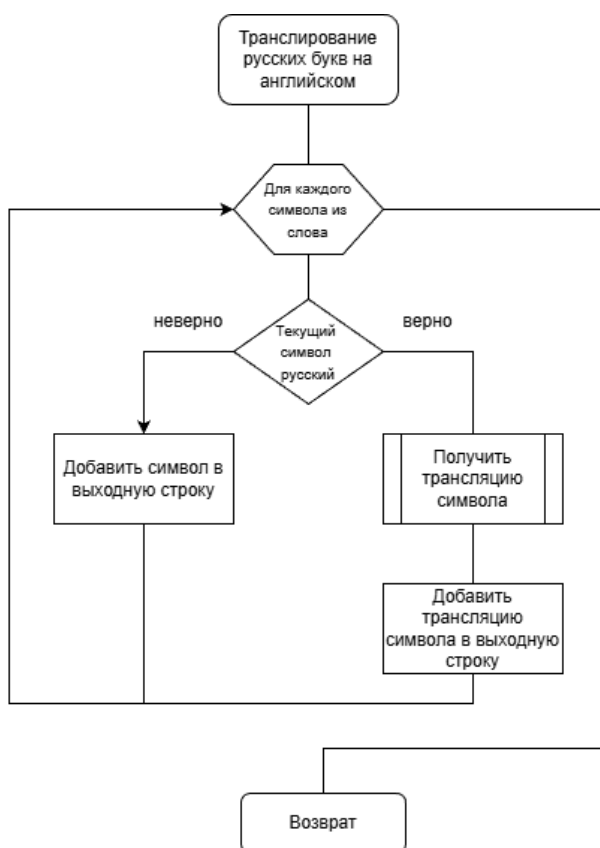 Транслирование
русских букв на
английском
Для каждого
символа из
слова
неверно
верно
Текущий
символ
русский
Добавить символ в
выходную строку
Получить
трансляцию
символа
Добавить
трансляцию
символа в выходную
строку
Возврат